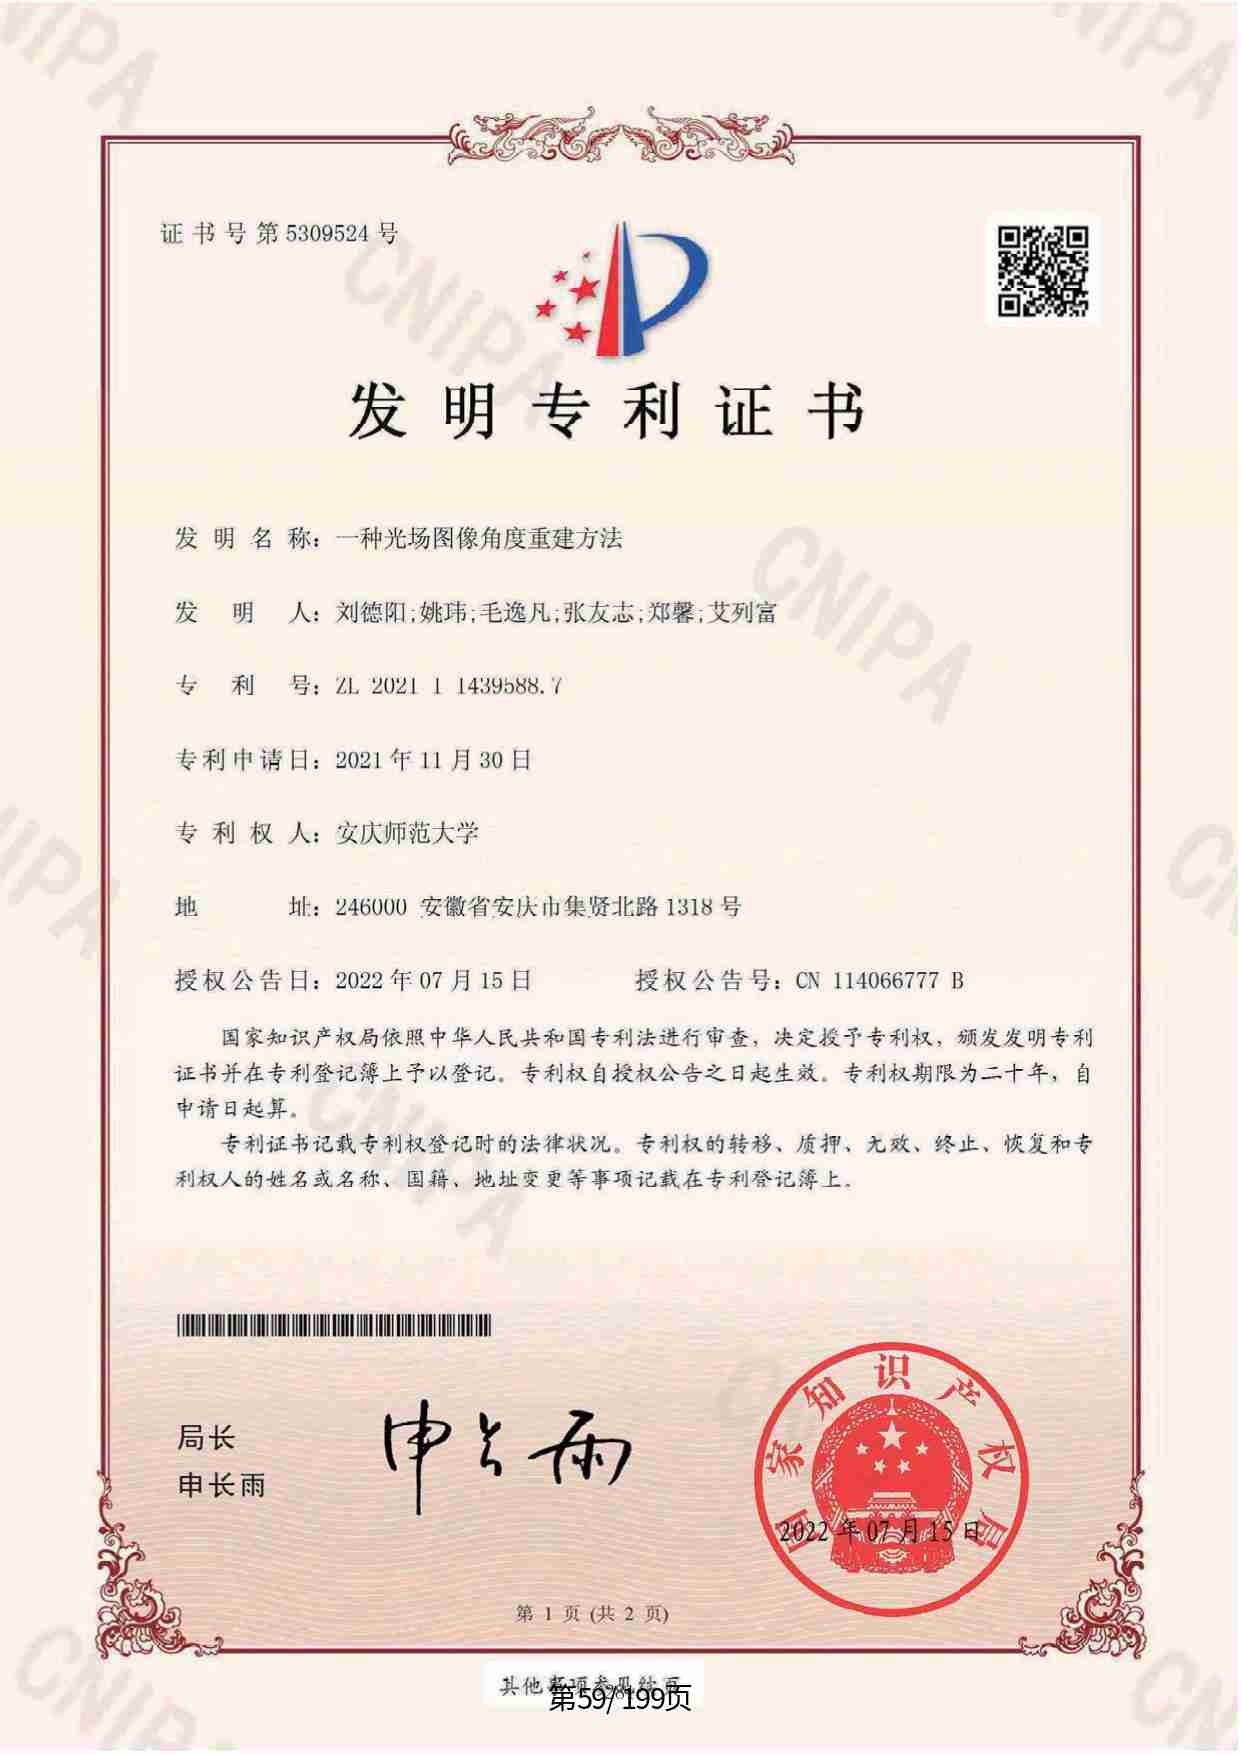 证书号第5309524号
发明专利证书
发明名称：一种光场图像角度重建方法
发明人：刘德阳;姚玮;毛逸凡;张友志;郑馨;艾列富
专利号：ZL 2021 1 1439588.7
专利申请日：2021年11月30日
专利权人：安庆师范大学
地址：246000 安徽省安庆市集贤北路1318号
授权公告日：2022年07月15日 授权公告号：CN 114066777 B
国家知识产权局依照中华人民共和国专利法进行审查，决定授予专利权，颁发发明专利
证书并在专利登记簿上予以登记。专利权自授权公告之日起生效。专利权期限为二十年，自
申请日起算。
专利证书记载专利权登记时的法律状况。专利权的转移、质押、无效、终止、恢复和专
利权人的姓名或名称、国籍、地址变更等事项记载在专利登记簿上。
局长
申长雨
申长雨
国家知识产权局
2022年07月15日
第 1 页 (共 2 页)
其他事项参见续页
第59/199页
CNIPA